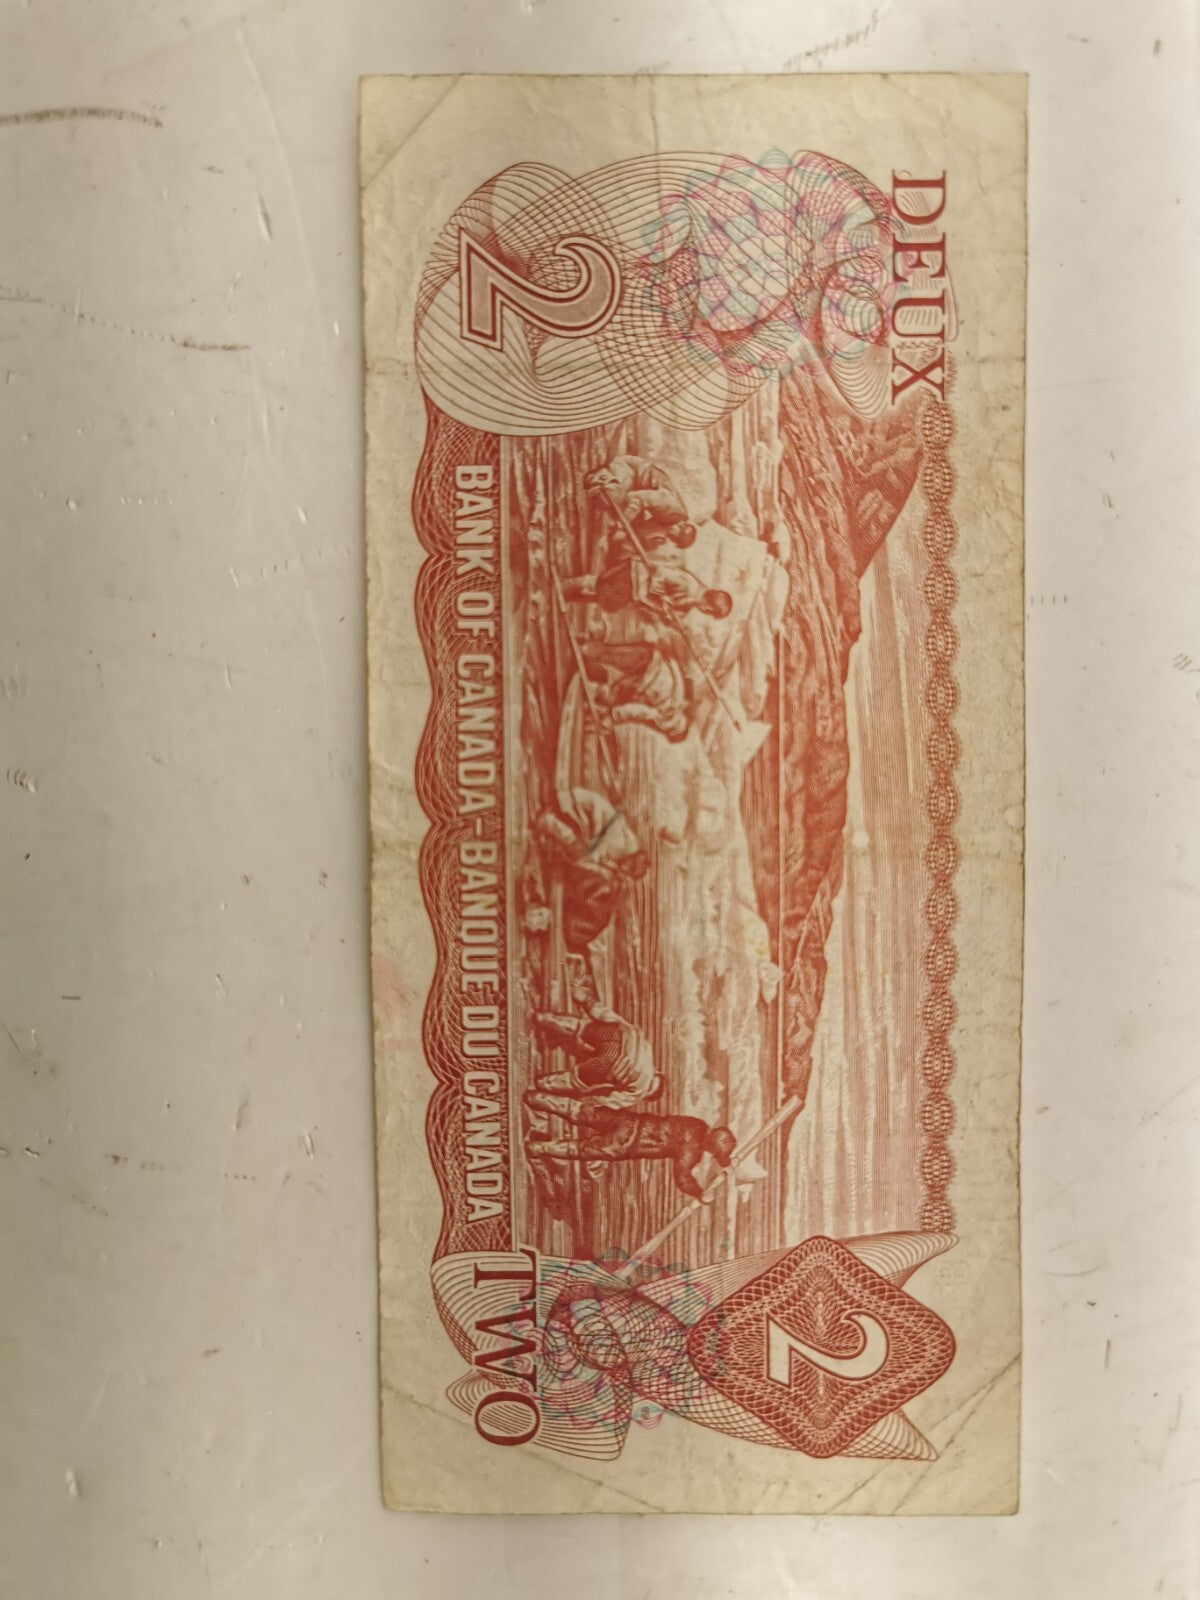 DEUX
2
2
BANK OF CANADA-BANQUE DU CANADA
TWO